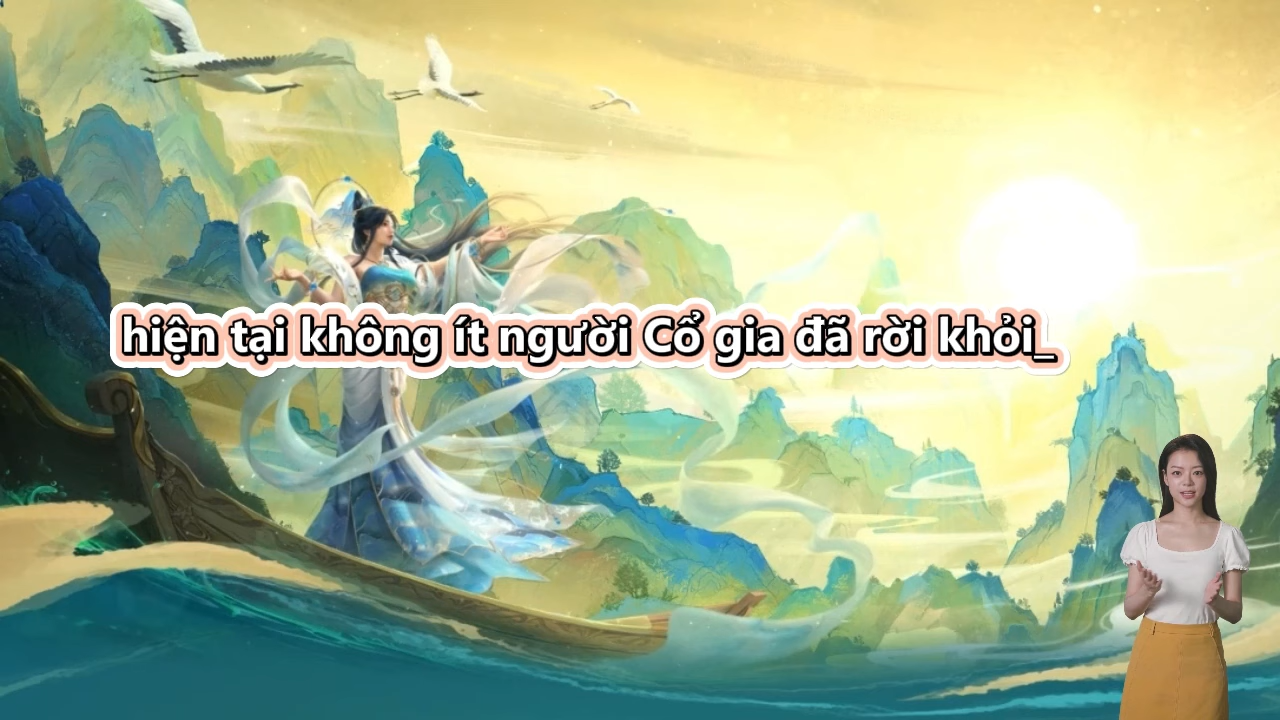 hiện tại không ít người Cổ gia đã rời khỏi_